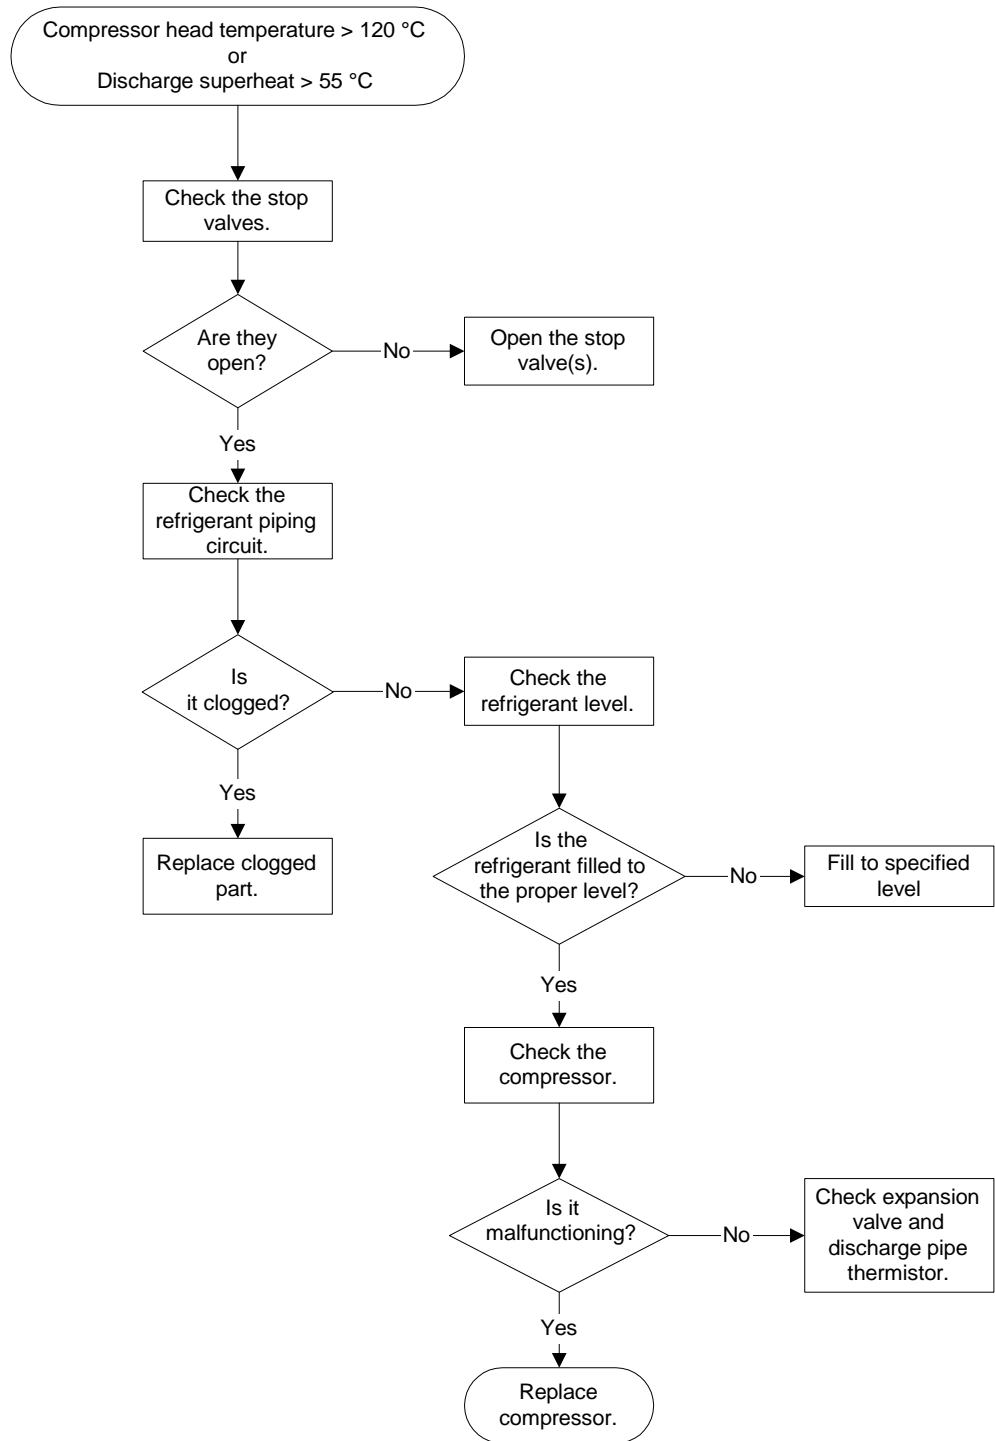 Compressor head temperature > 120 °C
or
Discharge superheat > 55 °C
Check the stop
valves.
Are they
open?
No
Open the stop
valve(s).
Yes
Check the
refrigerant piping
circuit.
Is
it clogged?
No
Check the
refrigerant level.
Yes
Replace clogged
part.
Is the
refrigerant filled to
the proper level?
No
Fill to specified
level
Yes
Check the
compressor.
Is it
malfunctioning?
No
Check expansion
valve and
discharge pipe
thermistor.
Yes
Replace
compressor.